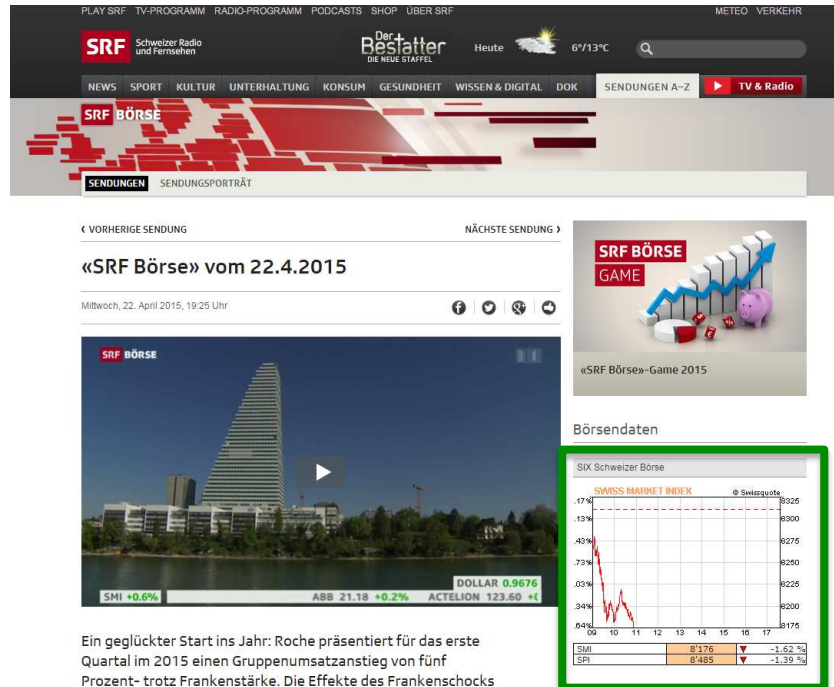 PLAY SRF TV-PROGRAMM RADIO-PROGRAMM PODCASTS SHOP ÜBER SRF METEO VERKEHR
SRF Schweizer Radio und Fernsehen
Der Bestatter
DIE NEUE STAFFEL
Heute 6°/13°C
NEWS SPORT KULTUR UNTERHALTUNG KONSUM GESUNDHEIT WISSEN & DIGITAL DOK SENDUNGEN A–Z TV & Radio
SRF BÖRSE
SENDUNGEN SENDUNGSPORTRÄT
‹ VORHERIGE SENDUNG NÄCHSTE SENDUNG ›
«SRF Börse» vom 22.4.2015
Mittwoch, 22. April 2015, 19:25 Uhr
SRF BÖRSE
DOLLAR 0.9676
SMI +0.6% ABB 21.18 +0.2% ACTELION 123.60
Ein geglückter Start ins Jahr: Roche präsentiert für das erste
Quartal im 2015 einen Gruppenumsatzanstieg von fünf
Prozent- trotz Frankenstärke. Die Effekte des Frankenschocks
SRF BÖRSE
GAME
«SRF Börse»-Game 2015
Börsendaten
SIX Schweizer Börse
SWISS MARKET INDEX © Swissquote
.17% 8325
.13% 8300
.43% 8275
.73% 8250
.03% 8225
.34% 8200
.64% 8175
09 10 11 12 13 14 15 16 17
SMI 8'176 ▼ -1.62 %
SPI 8'485 ▼ -1.39 %